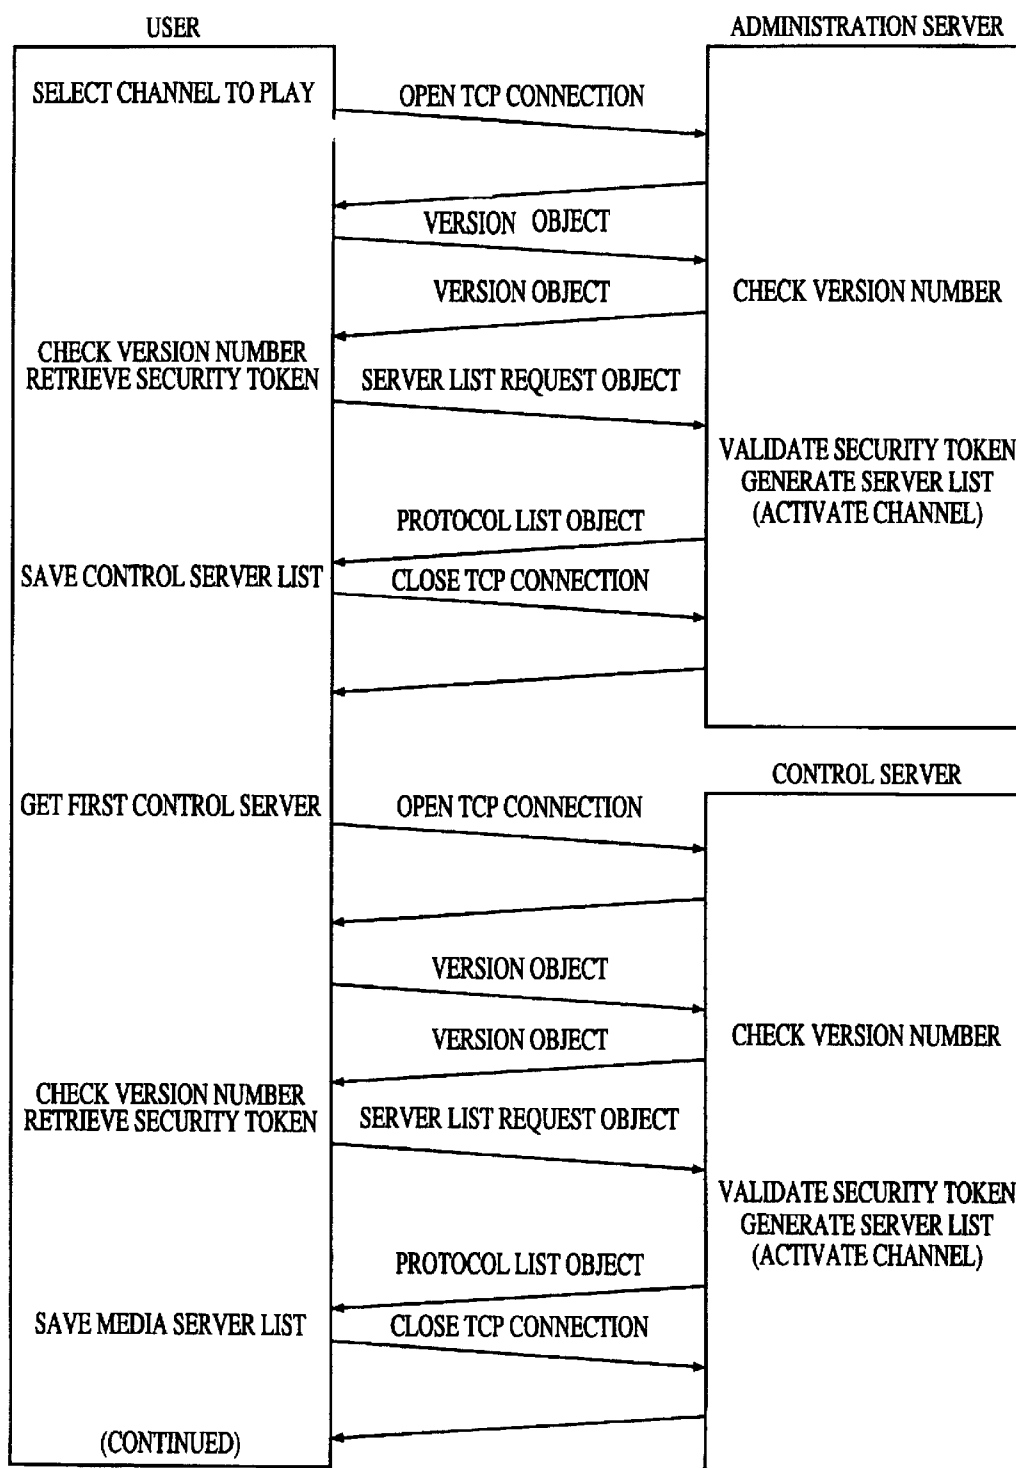 USER
ADMINISTRATION SERVER
SELECT CHANNEL TO PLAY
OPEN TCP CONNECTION
VERSION OBJECT
VERSION OBJECT
CHECK VERSION NUMBER
CHECK VERSION NUMBER
RETRIEVE SECURITY TOKEN
SERVER LIST REQUEST OBJECT
VALIDATE SECURITY TOKEN
GENERATE SERVER LIST
(ACTIVATE CHANNEL)
PROTOCOL LIST OBJECT
SAVE CONTROL SERVER LIST
CLOSE TCP CONNECTION
CONTROL SERVER
GET FIRST CONTROL SERVER
OPEN TCP CONNECTION
VERSION OBJECT
VERSION OBJECT
CHECK VERSION NUMBER
CHECK VERSION NUMBER
RETRIEVE SECURITY TOKEN
SERVER LIST REQUEST OBJECT
VALIDATE SECURITY TOKEN
GENERATE SERVER LIST
(ACTIVATE CHANNEL)
PROTOCOL LIST OBJECT
SAVE MEDIA SERVER LIST
CLOSE TCP CONNECTION
(CONTINUED)